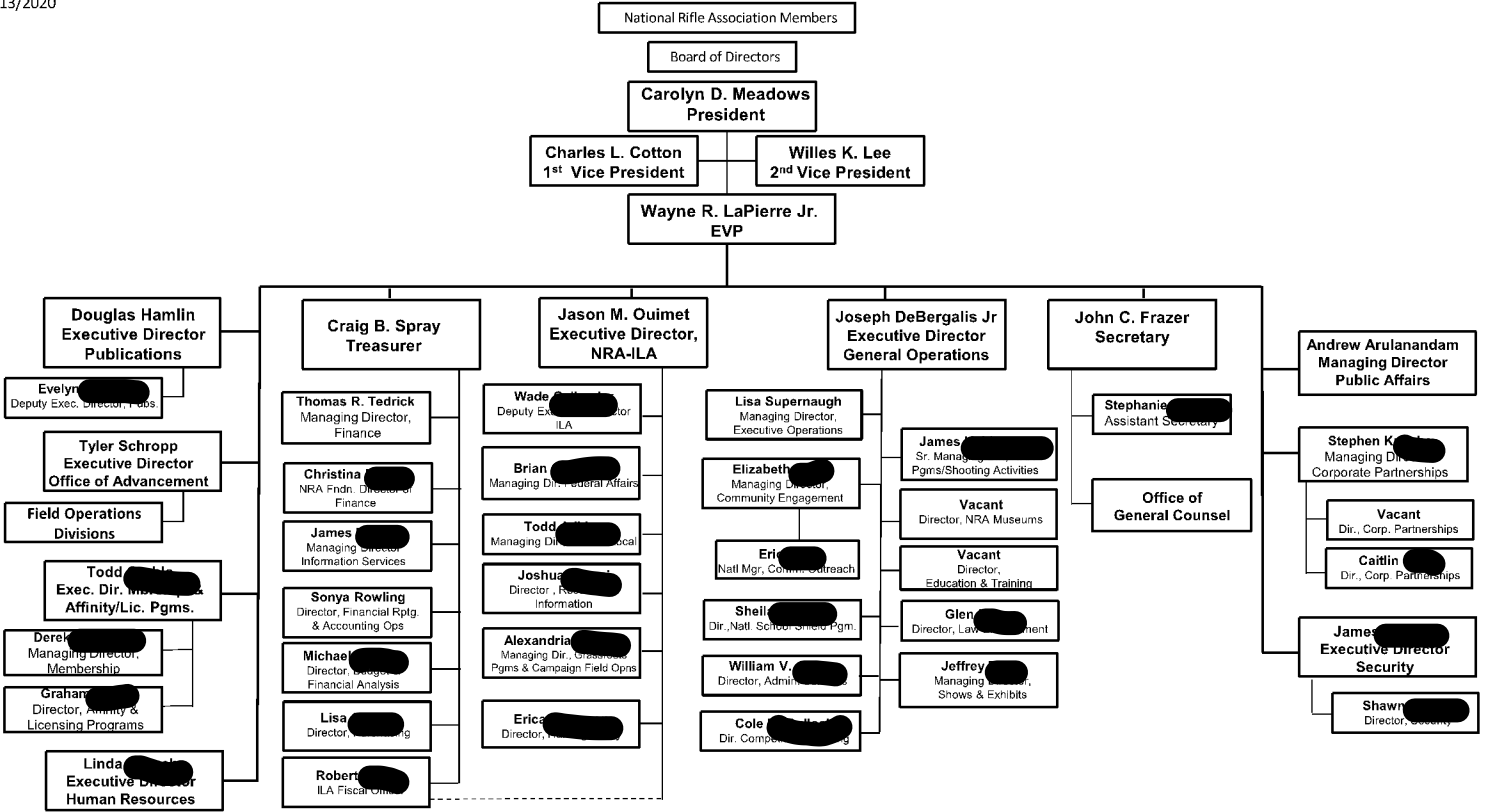 13/2020
National Rifle Association Members
Board of Directors
Carolyn D. Meadows
President
Charles L. Cotton
1st Vice President
Willes K. Lee
2nd Vice President
Wayne R. LaPierre Jr.
EVP
Douglas Hamlin
Executive Director
Publications
Evelyn
Deputy Exec. Director, Pubs.
Tyler Schropp
Executive Director
Office of Advancement
Field Operations
Divisions
Todd
Exec. Dir. &
Affinity/Lic. Pgms.
Derek
Managing Director,
Membership
Graham
Director, Affinity &
Licensing Programs
Linda
Executive Director
Human Resources
Craig B. Spray
Treasurer
Thomas R. Tedrick
Managing Director,
Finance
Christina
NRA Fndn. Director of
Finance
James
Managing Director
Information Services
Sonya Rowling
Director, Financial Rptg.
& Accounting Ops
Michael
Director, Budget &
Financial Analysis
Lisa
Director,
Robert
ILA Fiscal Officer
Jason M. Ouimet
Executive Director,
NRA-ILA
Wade
Deputy
ILA
Brian
Managing Dir. Federal Affairs
Todd
Managing
Joshua
Director,
Information
Alexandria
Managing Dir., Grassroots
Pgms & Campaign Field Opns
Erica
Director,
Joseph DeBergalis Jr
Executive Director
General Operations
Lisa Supernaugh
Managing Director,
Executive Operations
Elizabeth
Managing Director,
Community Engagement
Natl Mgr, Comm. Outreach
Dir.,Natl. School Shield Pgm.
William V.
Director, Admin.
Cole
Dir.
James
Sr. Managing
Pgms/Shooting Activities
Vacant
Director, NRA Museums
Vacant
Director,
Education & Training
Glen
Director, Law
Jeffrey
Managing Director,
Shows & Exhibits
John C. Frazer
Secretary
Stephanie
Assistant Secretary
Office of
General Counsel
Andrew Arulanandam
Managing Director
Public Affairs
Stephen
Managing
Corporate Partnerships
Vacant
Dir., Corp. Partnerships
Caitlin
Dir., Corp. Partnerships
James
Executive Director
Security
Shawn
Director, Security